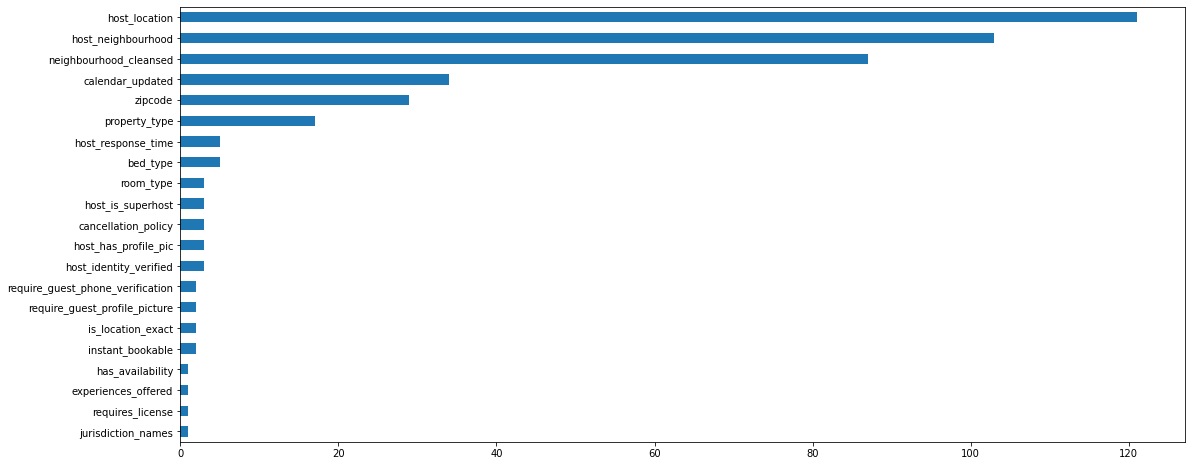 host_location
host_neighbourhood
neighbourhood_cleansed
calendar_updated
zipcode
property_type
host_response_time
bed_type
room_type
host_is_superhost
cancellation_policy
host_has_profile_pic
host_identity_verified
require_guest_phone_verification
require_guest_profile_picture
is_location_exact
instant_bookable
has_availability
experiences_offered
requires_license
jurisdiction_names
0 20 40 60 80 100 120